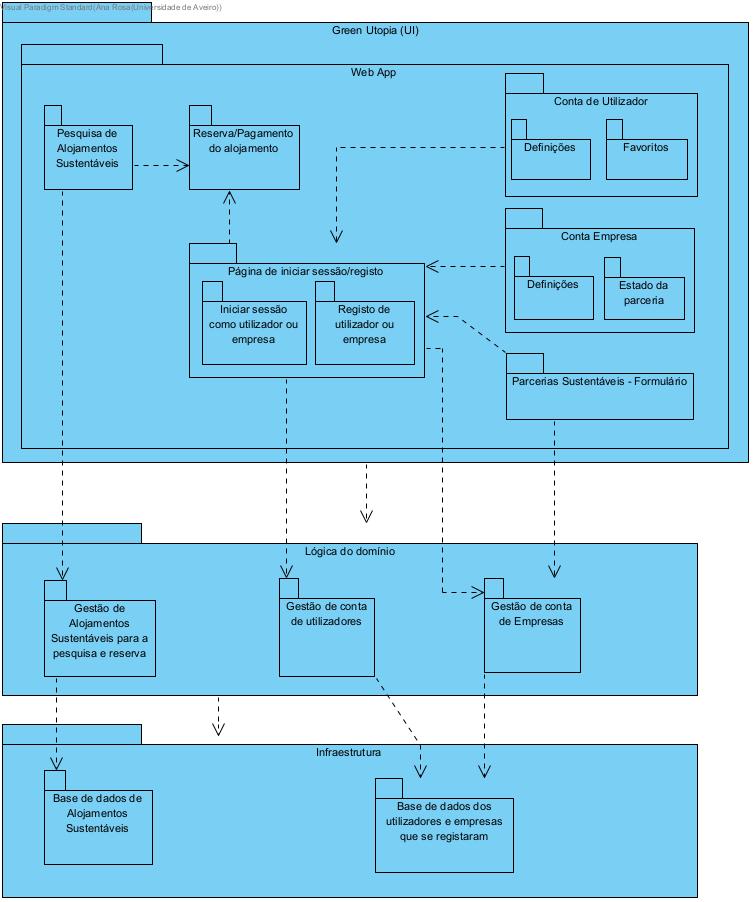 Visual Paradigm Standard(Ana Rosa(Universidade de Aveiro))
Green Utopia (UI)
Web App
Pesquisa de
Alojamentos
Sustentáveis
Reserva/Pagamento
do alojamento
Conta de Utilizador
Definições
Favoritos
Conta Empresa
Definições
Estado da
parceria
Página de iniciar sessão/registo
Iniciar sessão
como utilizador ou
empresa
Registo de
utilizador ou
empresa
Parcerias Sustentáveis - Formulário
Lógica do domínio
Gestão de
Alojamentos
Sustentáveis para a
pesquisa e reserva
Gestão de conta
de utilizadores
Gestão de conta
de Empresas
Infraestrutura
Base de dados de
Alojamentos
Sustentáveis
Base de dados dos
utilizadores e empresas
que se registaram